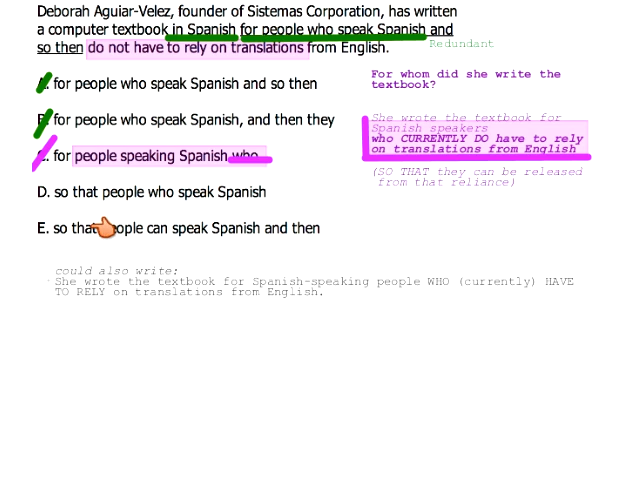 Deborah Aguiar-Velez, founder of Sistemas Corporation, has written
a computer textbook in Spanish for people who speak Spanish and
so then do not have to rely on translations from English.
Redundant
A. for people who speak Spanish and so then
B. for people who speak Spanish, and then they
C. for people speaking Spanish who
D. so that people who speak Spanish
E. so that people can speak Spanish and then
For whom did she write the
textbook?
She wrote the textbook for
Spanish speakers
who CURRENTLY DO have to rely
on translations from English
(SO THAT they can be released
from that reliance)
could also write:
She wrote the textbook for Spanish-speaking people WHO (currently) HAVE
TO RELY on translations from English.